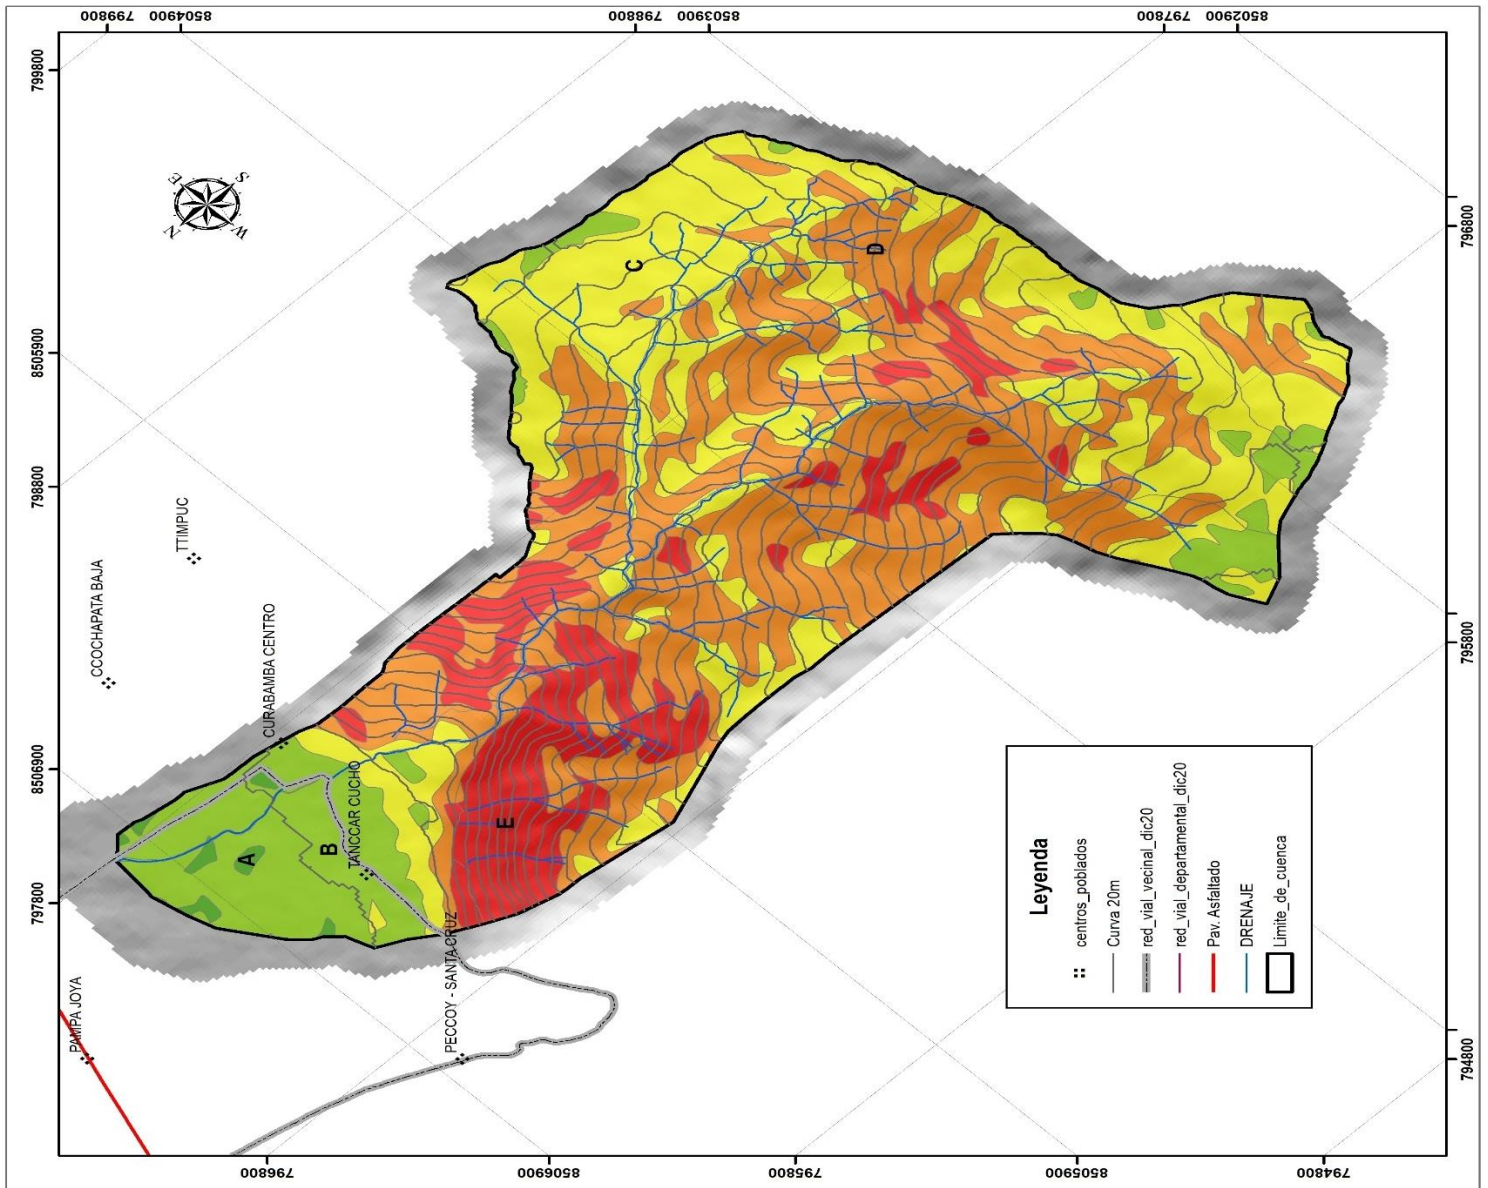 799800
8504900
798800
8503900
797800
8502900
799800
8505900
798800
8506900
797800
N
E
S
W
CCOCHAPATA BAJA
TTIMPUC
CURABAMBA CENTRO
TANCCAR CUCHO
PECCOY - SANTA CRUZ
PAMPA JOYA
A
B
C
D
E
796800
795800
794800
Leyenda
centros_poblados
Curva 20m
red_vial_vecinal_dic20
red_vial_departamental_dic20
Pav. Asfaltado
DRENAJE
Limite_de_cuenca
796800
8506900
795800
8505900
794800